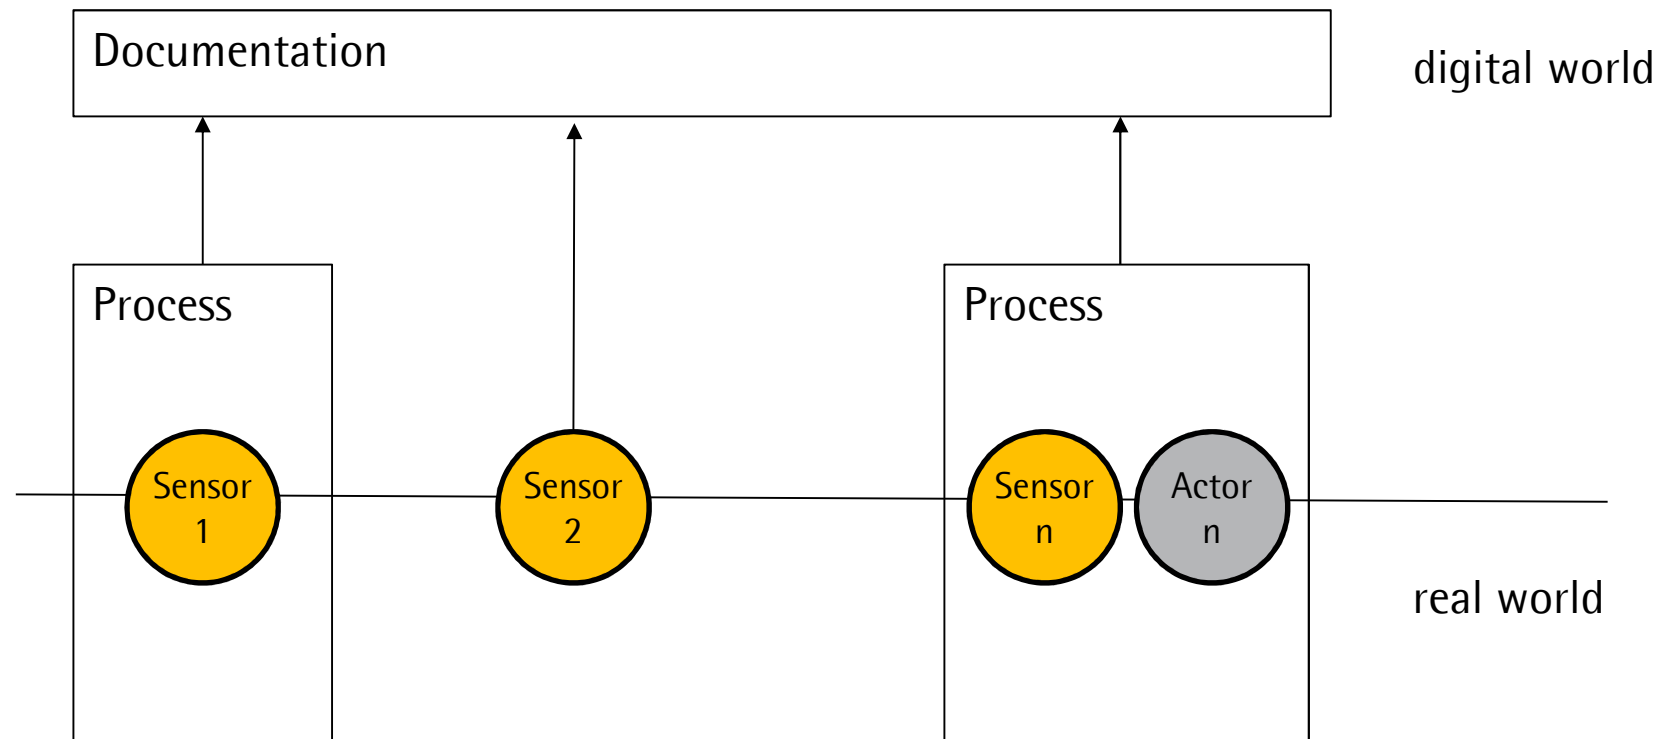 Documentation
digital world
Process
Process
Sensor
1
Sensor
2
Sensor
n
Actor
n
real world